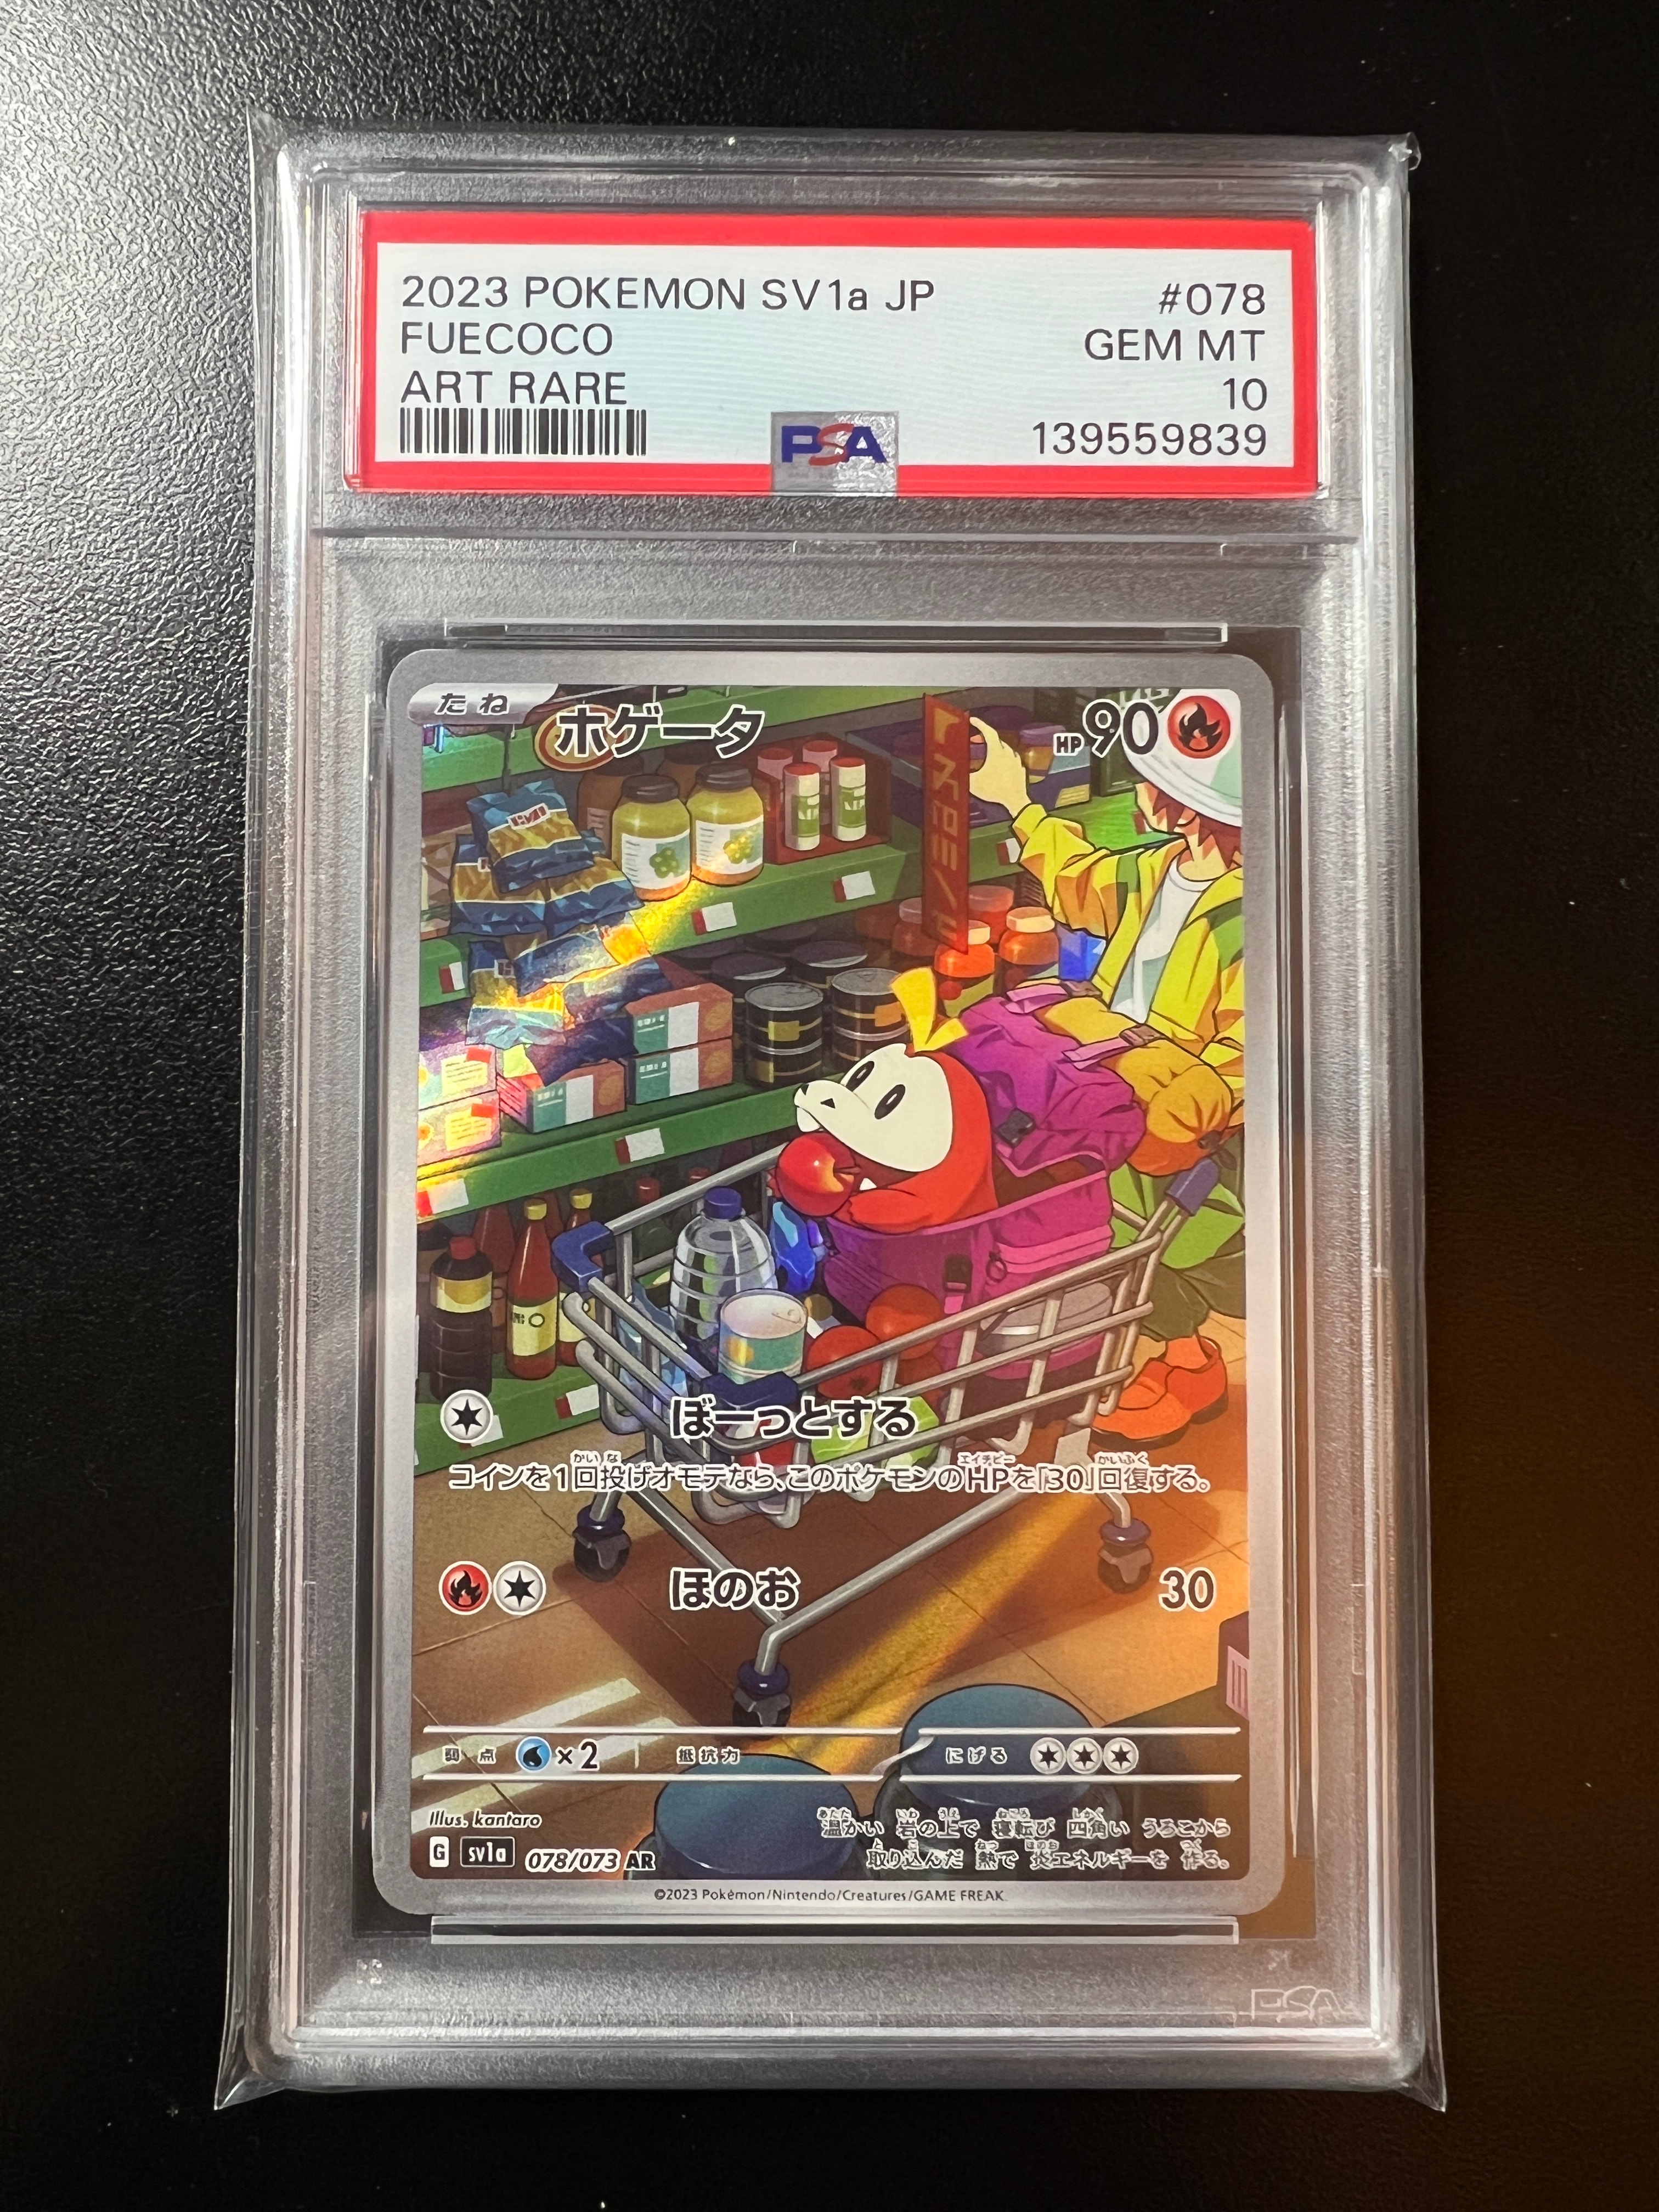 2023 POKEMON SV1a JP #078
FUECOCO GEM MT
ART RARE 10
PSA 139559839
たね ホゲータ HP 90
ぼーっとする
コインを1回投げオモテなら、このポケモンのHPを「30」回復する。
ほのお 30
弱点 ×2 抵抗力 にげる
Illus. kantaro
温かい 岩の上で 寝転び 四角い うろこから
取り込んだ 熱で 炎エネルギーを 作る。
G sv1a 078/073 AR
©2023 Pokémon/Nintendo/Creatures/GAME FREAK
PSA